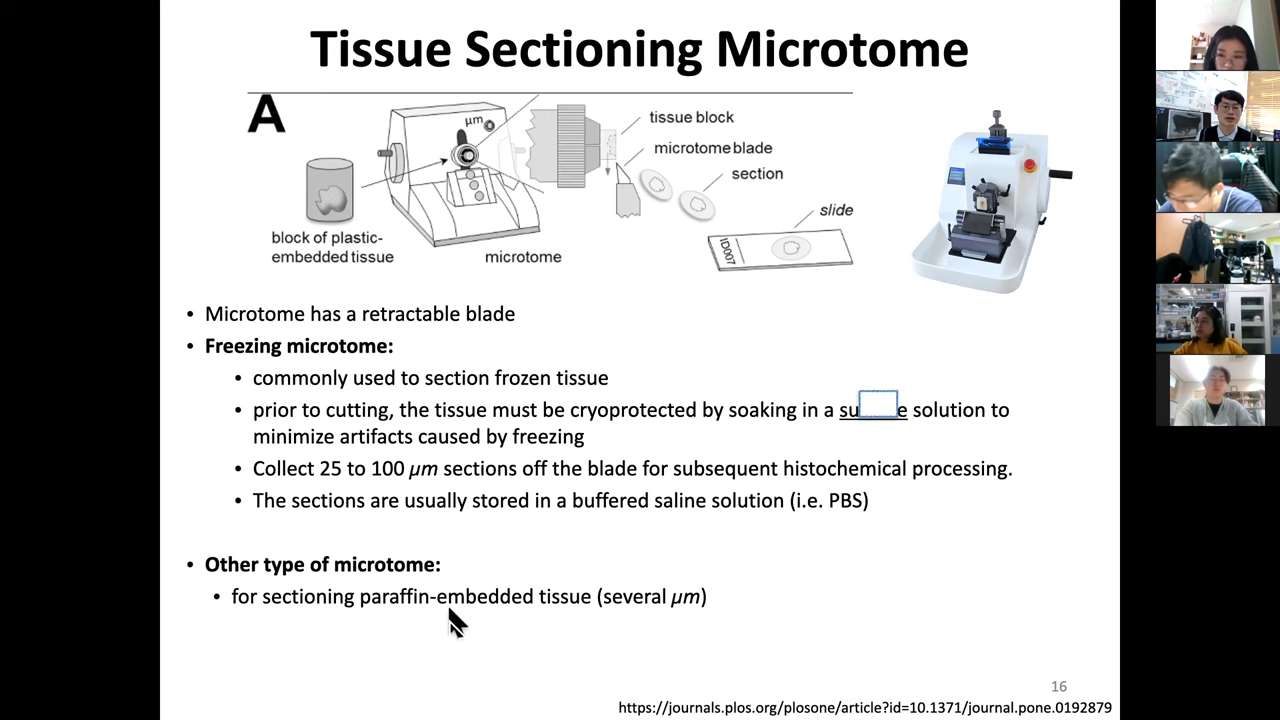 Tissue Sectioning Microtome
A
µm
tissue block
microtome blade
section
slide
ID007
block of plastic-
embedded tissue
microtome
• Microtome has a retractable blade
• Freezing microtome:
• commonly used to section frozen tissue
• prior to cutting, the tissue must be cryoprotected by soaking in a su e solution to
minimize artifacts caused by freezing
• Collect 25 to 100 µm sections off the blade for subsequent histochemical processing.
• The sections are usually stored in a buffered saline solution (i.e. PBS)
• Other type of microtome:
• for sectioning paraffin-embedded tissue (several µm)
16
https://journals.plos.org/plosone/article?id=10.1371/journal.pone.0192879